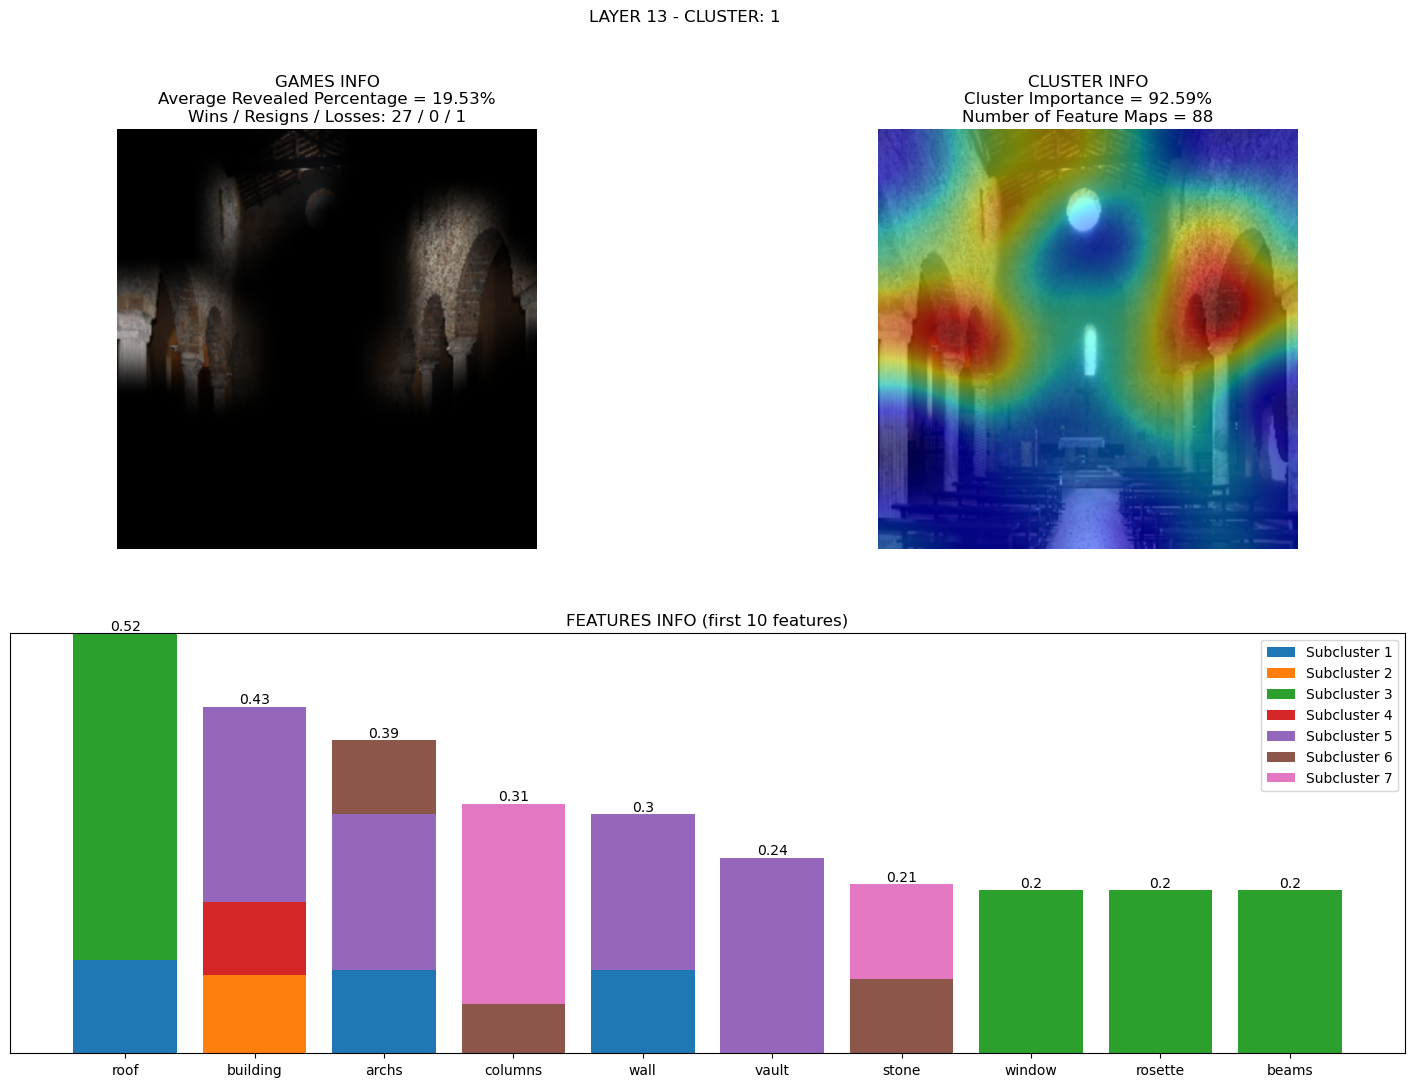 LAYER 13 - CLUSTER: 1
GAMES INFO
Average Revealed Percentage = 19.53%
Wins / Resigns / Losses: 27 / 0 / 1
CLUSTER INFO
Cluster Importance = 92.59%
Number of Feature Maps = 88
FEATURES INFO (first 10 features)
0.52
0.43
0.39
0.31
0.3
0.24
0.21
0.2
0.2
0.2
Subcluster 1
Subcluster 2
Subcluster 3
Subcluster 4
Subcluster 5
Subcluster 6
Subcluster 7
roof
building
archs
columns
wall
vault
stone
window
rosette
beams